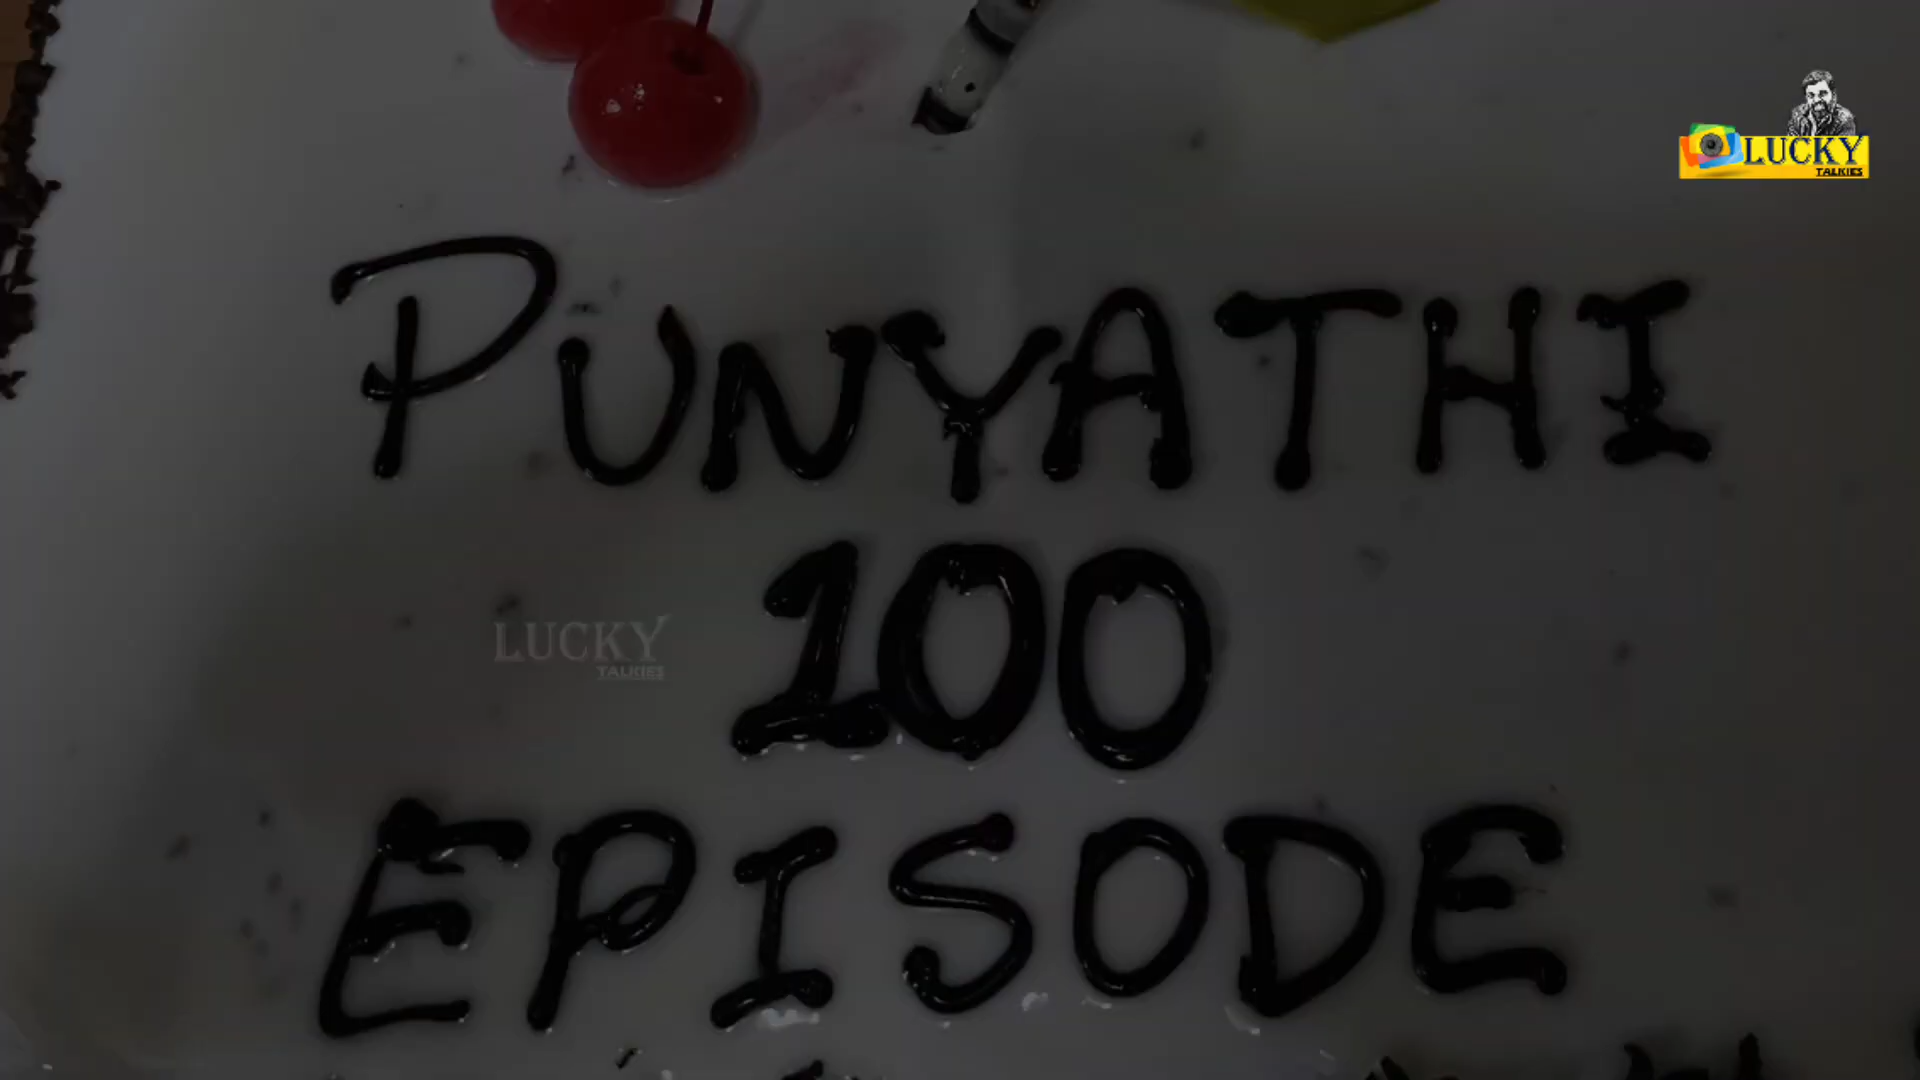 LUCKY
TALKIES
PUNYATHI
100
LUCKY
TALKIES
EPISODE